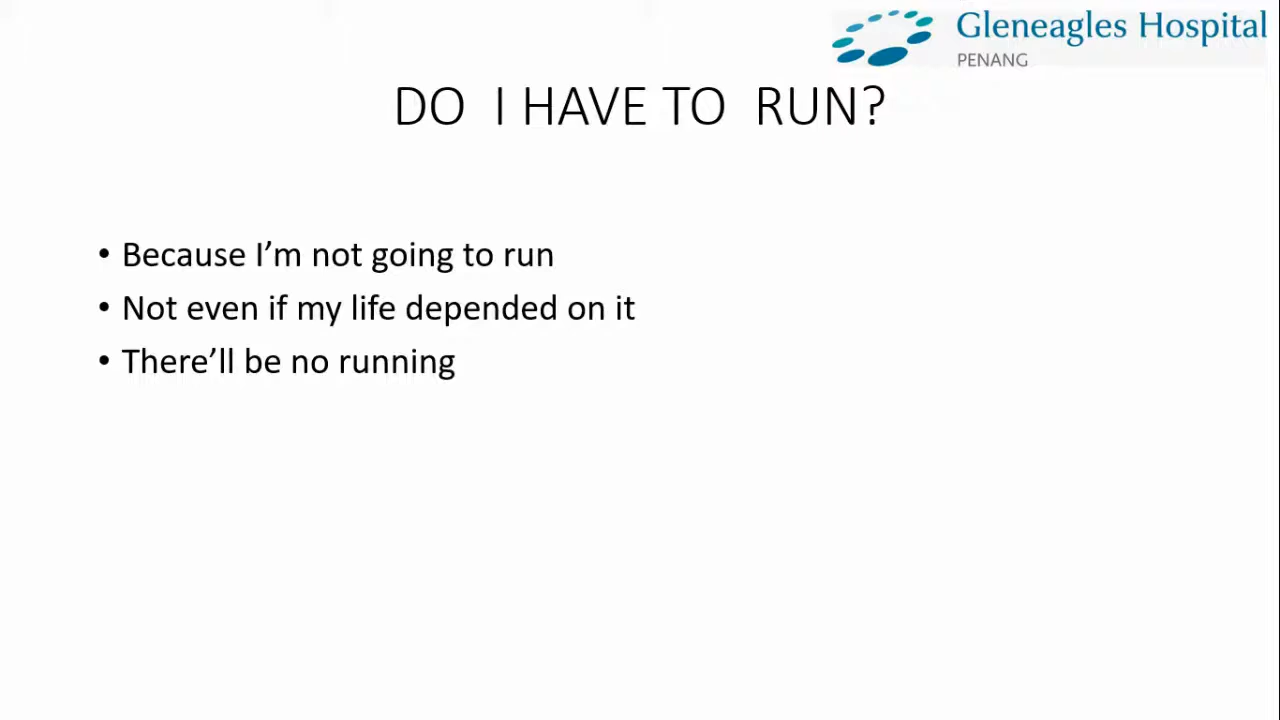 Gleneagles Hospital
PENANG
DO I HAVE TO RUN?
• Because I’m not going to run
• Not even if my life depended on it
• There’ll be no running